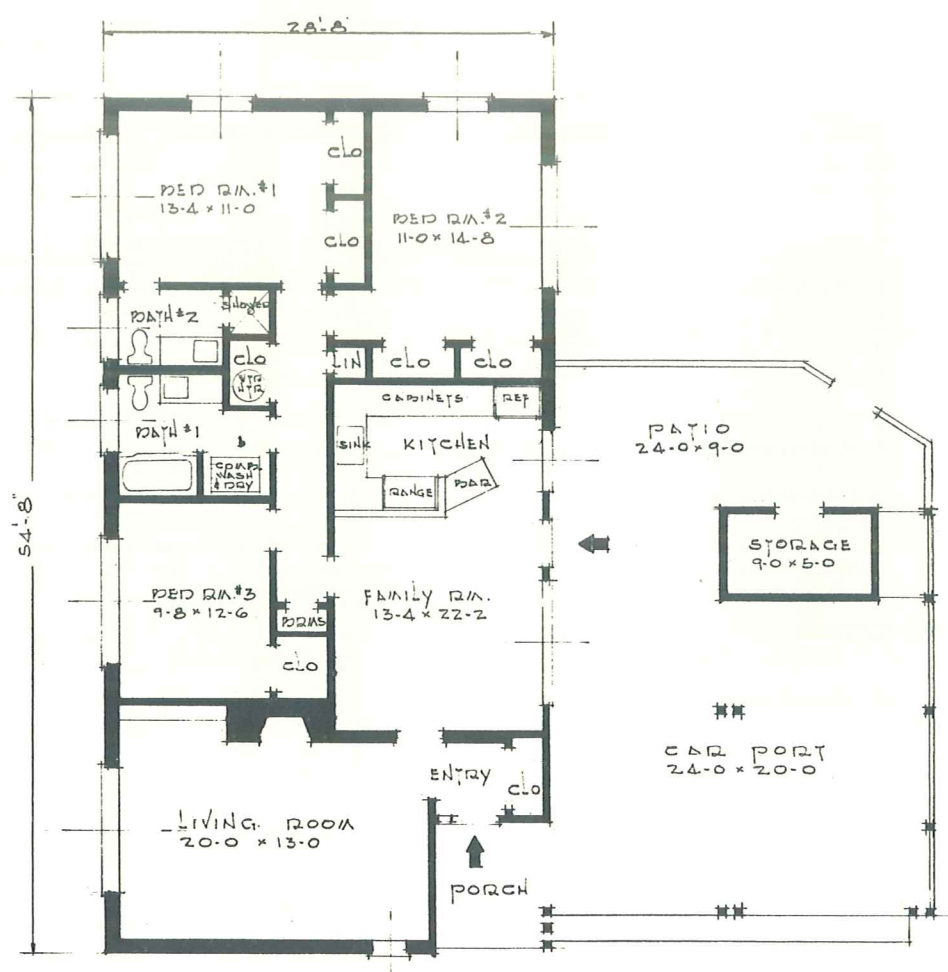 28'-8"
54'-8"
CLO
BED RM. #1
13-4 x 11-0
BED RM. #2
11-0 x 14-8
CLO
BATH #2
SHOWER
CLO
WTR
HTR
LIN
CLO
CLO
CABINETS
REF
BATH #1
SINK
KITCHEN
PATIO
24-0 x 9-0
COMB.
WASH
& DRY
RANGE
BAR
STORAGE
9-0 x 5-0
BED RM. #3
9-8 x 12-6
FAMILY RM.
13-4 x 22-2
BRMS
CLO
CAR PORT
24-0 x 20-0
ENTRY
CLO
LIVING ROOM
20-0 x 13-0
PORCH